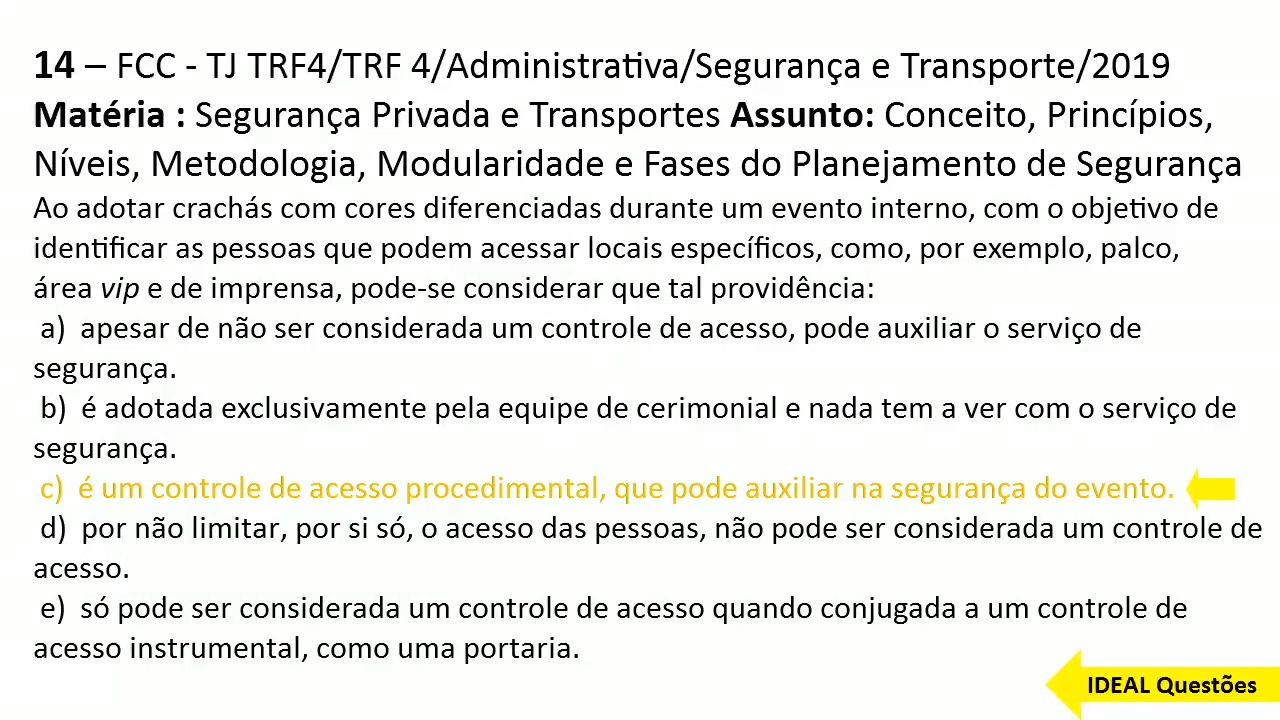 14 – FCC - TJ TRF4/TRF 4/Administrativa/Segurança e Transporte/2019
Matéria : Segurança Privada e Transportes Assunto: Conceito, Princípios,
Níveis, Metodologia, Modularidade e Fases do Planejamento de Segurança
Ao adotar crachás com cores diferenciadas durante um evento interno, com o objetivo de
identificar as pessoas que podem acessar locais específicos, como, por exemplo, palco,
área vip e de imprensa, pode-se considerar que tal providência:
a) apesar de não ser considerada um controle de acesso, pode auxiliar o serviço de
segurança.
b) é adotada exclusivamente pela equipe de cerimonial e nada tem a ver com o serviço de
segurança.
c) é um controle de acesso procedimental, que pode auxiliar na segurança do evento.
d) por não limitar, por si só, o acesso das pessoas, não pode ser considerada um controle de
acesso.
e) só pode ser considerada um controle de acesso quando conjugada a um controle de
acesso instrumental, como uma portaria.
IDEAL Questões